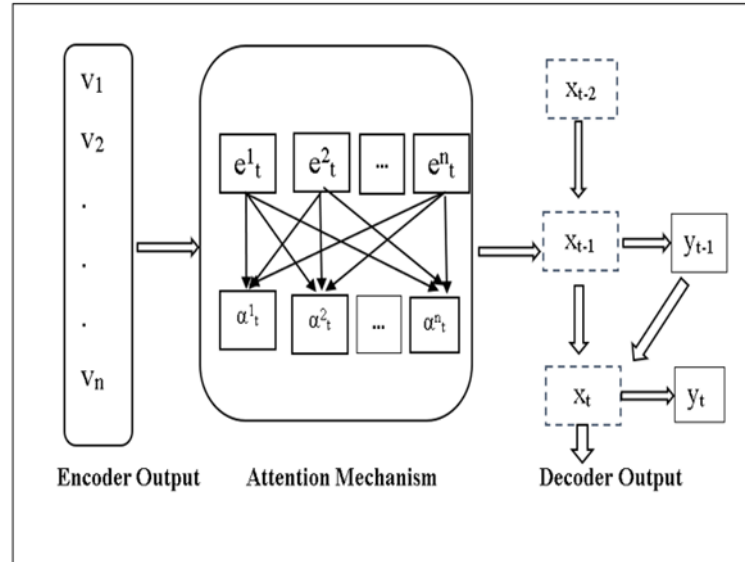 v₁
v₂
.
.
.
vₙ
Encoder Output
e¹ₜ e²ₜ ... eⁿₜ
α¹ₜ α²ₜ ... αⁿₜ
Attention Mechanism
xₜ₋₂
xₜ₋₁ yₜ₋₁
xₜ yₜ
Decoder Output